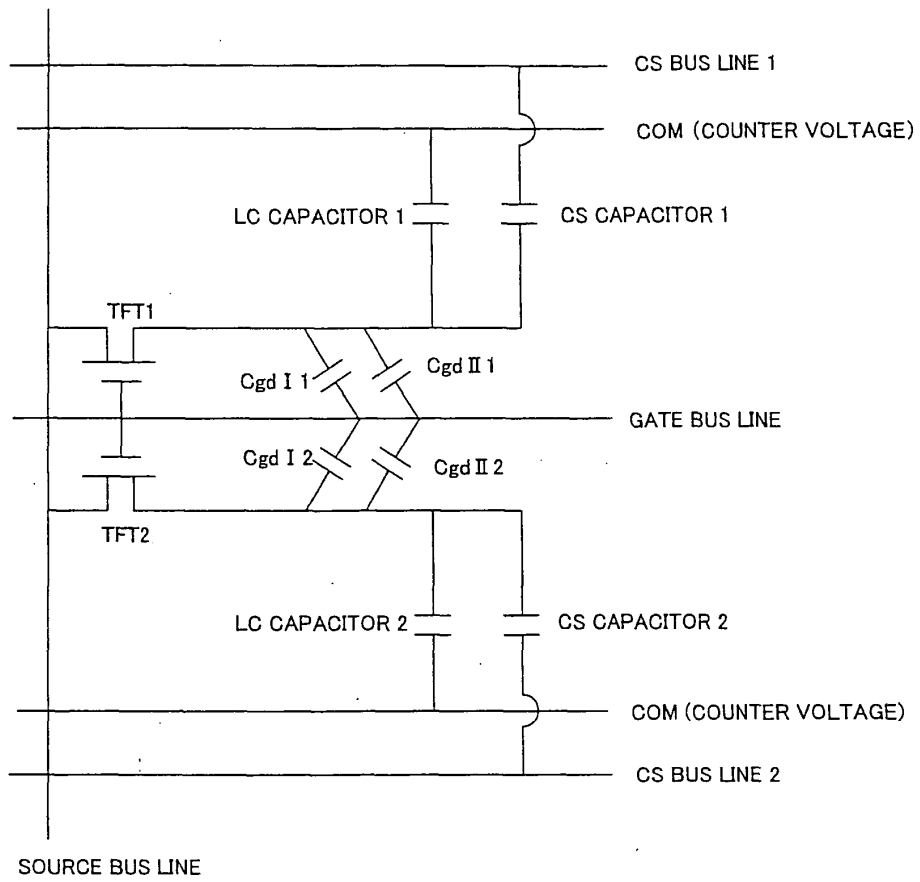 CS BUS LINE 1
COM (COUNTER VOLTAGE)
LC CAPACITOR 1
CS CAPACITOR 1
TFT1
Cgd I 1
Cgd II 1
GATE BUS LINE
Cgd I 2
Cgd II 2
TFT2
LC CAPACITOR 2
CS CAPACITOR 2
COM (COUNTER VOLTAGE)
CS BUS LINE 2
SOURCE BUS LINE